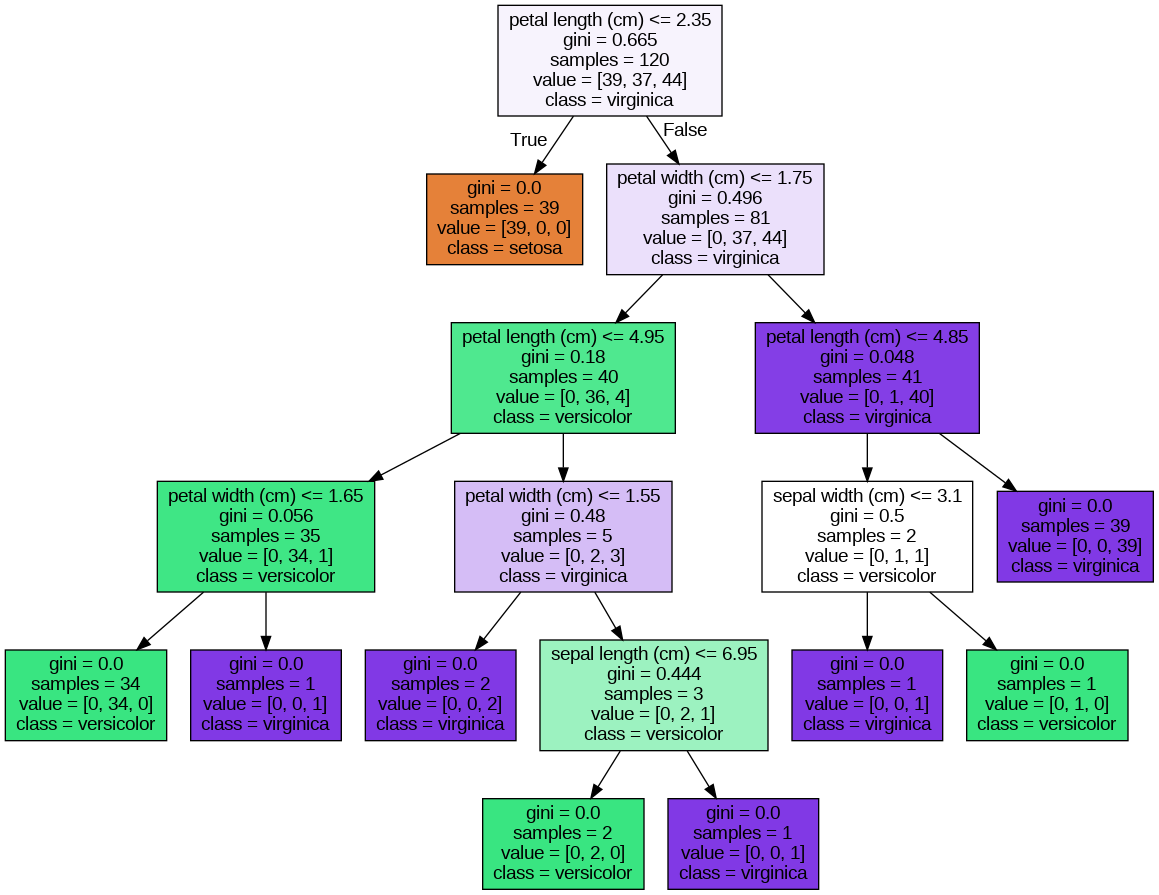 petal length (cm) <= 2.35
gini = 0.665
samples = 120
value = [39, 37, 44]
class = virginica
True
False
gini = 0.0
samples = 39
value = [39, 0, 0]
class = setosa
petal width (cm) <= 1.75
gini = 0.496
samples = 81
value = [0, 37, 44]
class = virginica
petal length (cm) <= 4.95
gini = 0.18
samples = 40
value = [0, 36, 4]
class = versicolor
petal length (cm) <= 4.85
gini = 0.048
samples = 41
value = [0, 1, 40]
class = virginica
petal width (cm) <= 1.65
gini = 0.056
samples = 35
value = [0, 34, 1]
class = versicolor
petal width (cm) <= 1.55
gini = 0.48
samples = 5
value = [0, 2, 3]
class = virginica
sepal width (cm) <= 3.1
gini = 0.5
samples = 2
value = [0, 1, 1]
class = versicolor
gini = 0.0
samples = 39
value = [0, 0, 39]
class = virginica
gini = 0.0
samples = 34
value = [0, 34, 0]
class = versicolor
gini = 0.0
samples = 1
value = [0, 0, 1]
class = virginica
gini = 0.0
samples = 2
value = [0, 0, 2]
class = virginica
sepal length (cm) <= 6.95
gini = 0.444
samples = 3
value = [0, 2, 1]
class = versicolor
gini = 0.0
samples = 1
value = [0, 0, 1]
class = virginica
gini = 0.0
samples = 1
value = [0, 1, 0]
class = versicolor
gini = 0.0
samples = 2
value = [0, 2, 0]
class = versicolor
gini = 0.0
samples = 1
value = [0, 0, 1]
class = virginica